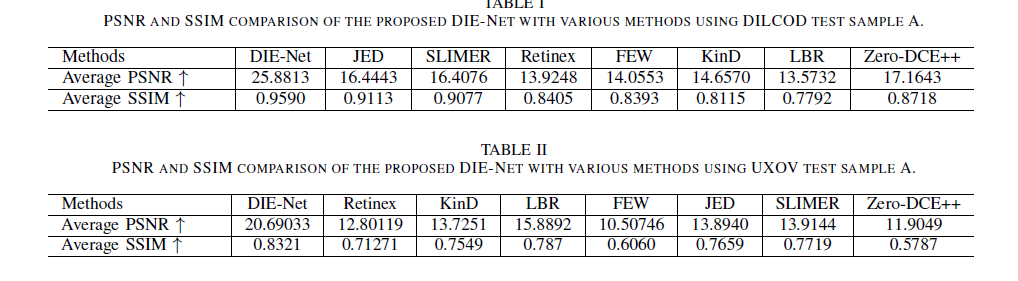 TABLE I
PSNR AND SSIM COMPARISON OF THE PROPOSED DIE-NET WITH VARIOUS METHODS USING DILCOD TEST SAMPLE A.
Methods DIE-Net JED SLIMER Retinex FEW KinD LBR Zero-DCE++
Average PSNR ↑ 25.8813 16.4443 16.4076 13.9248 14.0553 14.6570 13.5732 17.1643
Average SSIM ↑ 0.9590 0.9113 0.9077 0.8405 0.8393 0.8115 0.7792 0.8718
TABLE II
PSNR AND SSIM COMPARISON OF THE PROPOSED DIE-NET WITH VARIOUS METHODS USING UXOV TEST SAMPLE A.
Methods DIE-Net Retinex KinD LBR FEW JED SLIMER Zero-DCE++
Average PSNR ↑ 20.69033 12.80119 13.7251 15.8892 10.50746 13.8940 13.9144 11.9049
Average SSIM ↑ 0.8321 0.71271 0.7549 0.787 0.6060 0.7659 0.7719 0.5787